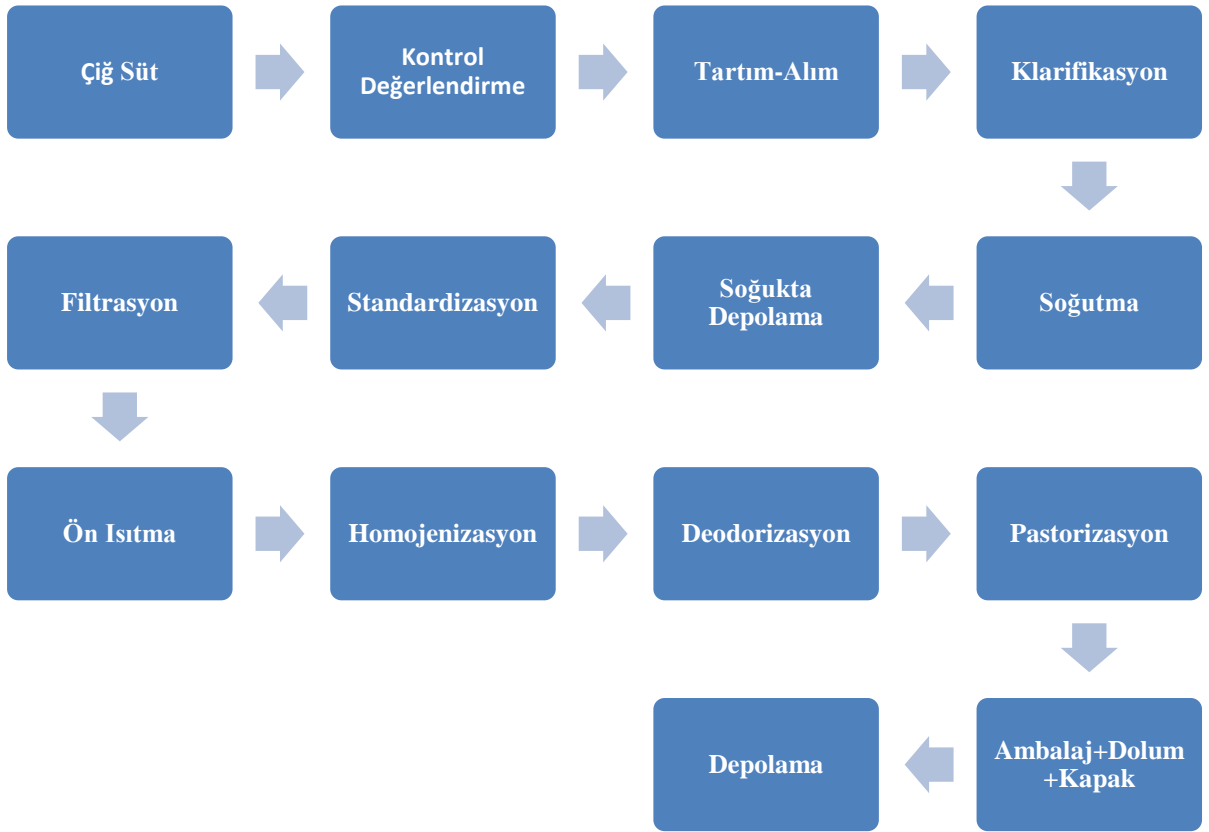 Çiğ Süt
Kontrol
Değerlendirme
Tartım-Alım
Klarifikasyon
Soğutma
Soğukta
Depolama
Standardizasyon
Filtrasyon
Ön Isıtma
Homojenizasyon
Deodorizasyon
Pastorizasyon
Ambalaj+Dolum
+Kapak
Depolama